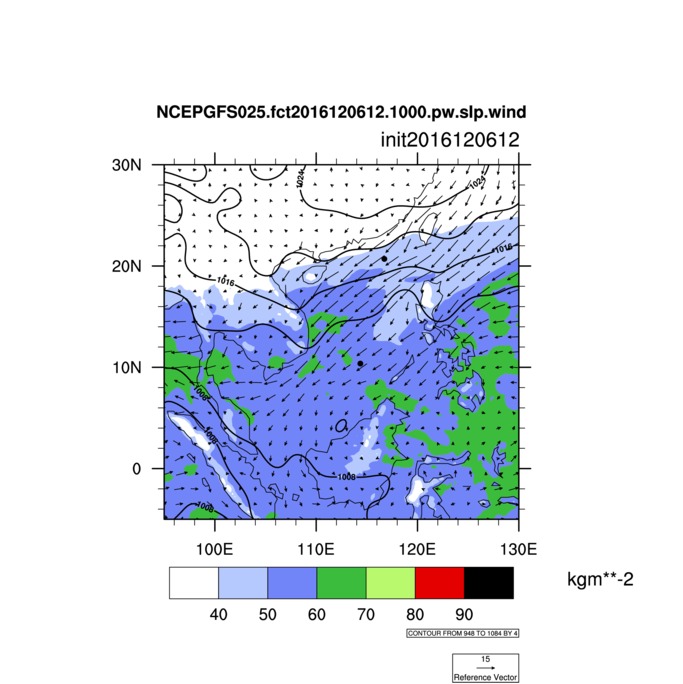 NCEPGFS025.fct2016120612.1000.pw.slp.wind
init2016120612
30N
20N
10N
0
1024
1024
1016
1016
1008
1008
1008
1008
100E
110E
120E
130E
kgm**-2
40
50
60
70
80
90
CONTOUR FROM 948 TO 1084 BY 4
15
Reference Vector